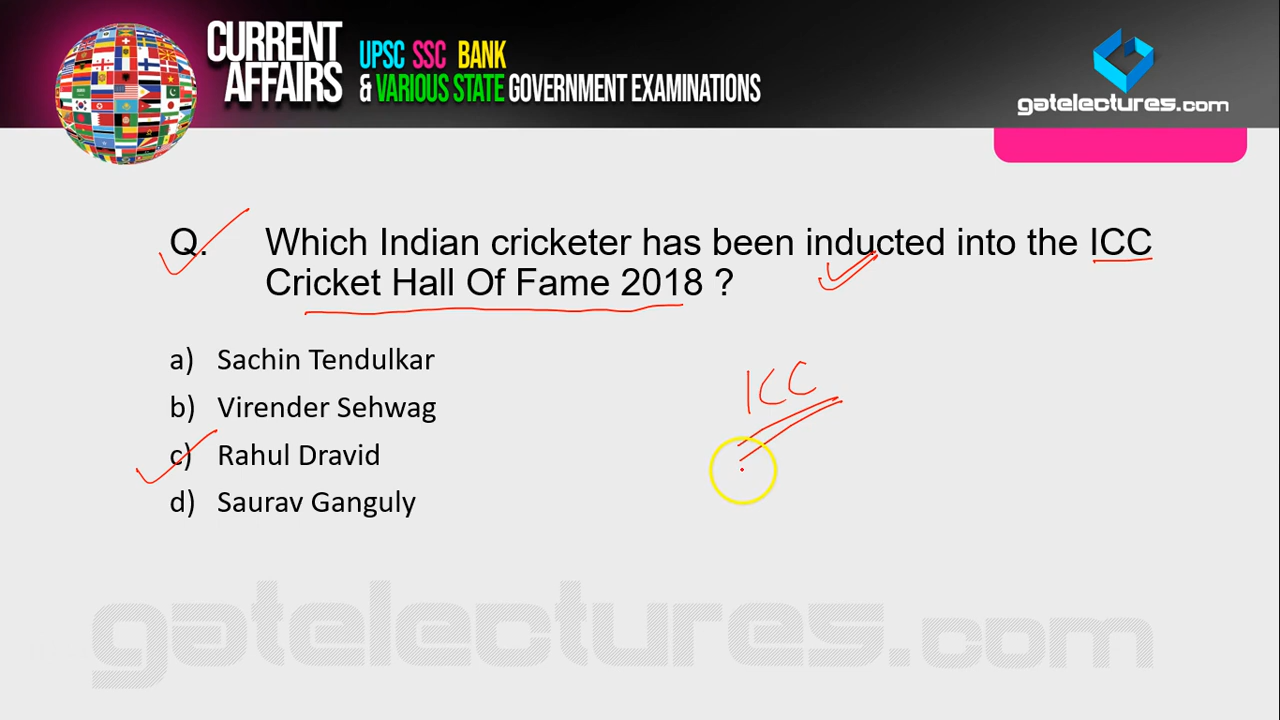 CURRENT
AFFAIRS
UPSC SSC BANK
& VARIOUS STATE GOVERNMENT EXAMINATIONS
gatelectures.com
Q. Which Indian cricketer has been inducted into the ICC
Cricket Hall Of Fame 2018 ?
a) Sachin Tendulkar
b) Virender Sehwag
c) Rahul Dravid
d) Saurav Ganguly
ICC
gatelectures.com